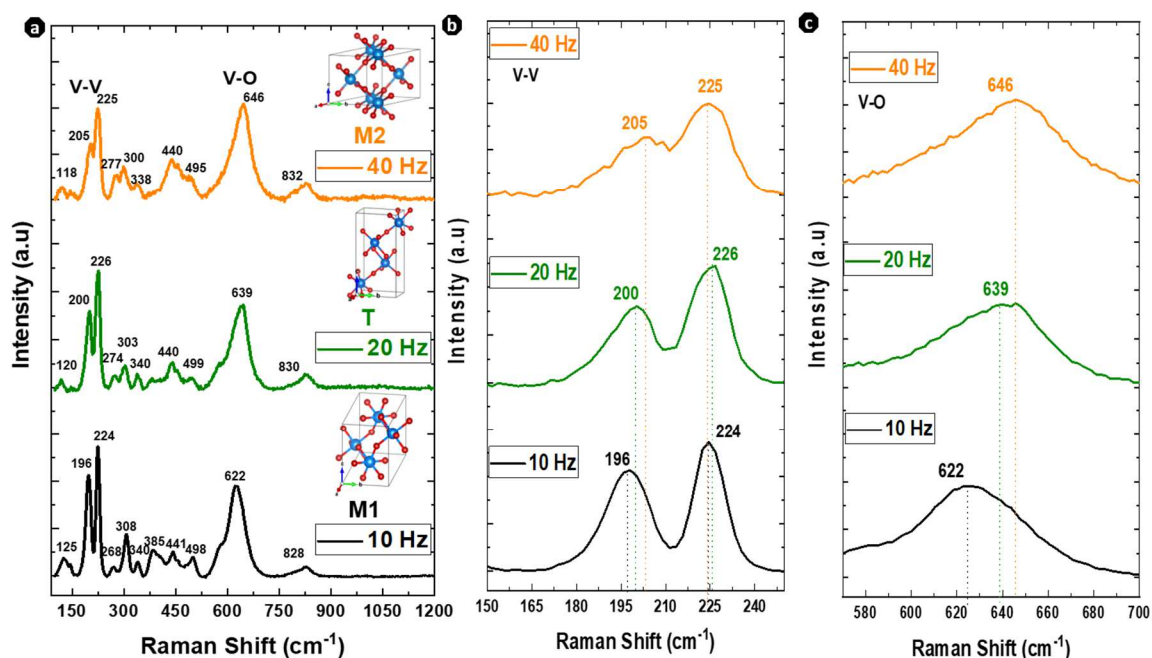 a
V-V
V-O
225
646
205
277
300
440
495
118
338
832
M2
40 Hz
226
200
639
120
274
303
340
440
499
830
T
20 Hz
224
196
622
308
385
441
498
125
268
340
828
M1
10 Hz
Intensity (a.u)
150 300 450 600 750 900 1050 1200
Raman Shift (cm⁻¹)
b
40 Hz
V-V
225
205
20 Hz
226
200
10 Hz
224
196
Intensity (a.u)
150 165 180 195 210 225 240
Raman Shift (cm⁻¹)
c
40 Hz
V-O
646
20 Hz
639
10 Hz
622
Intensity (a.u)
580 600 620 640 660 680 700
Raman Shift (cm⁻¹)